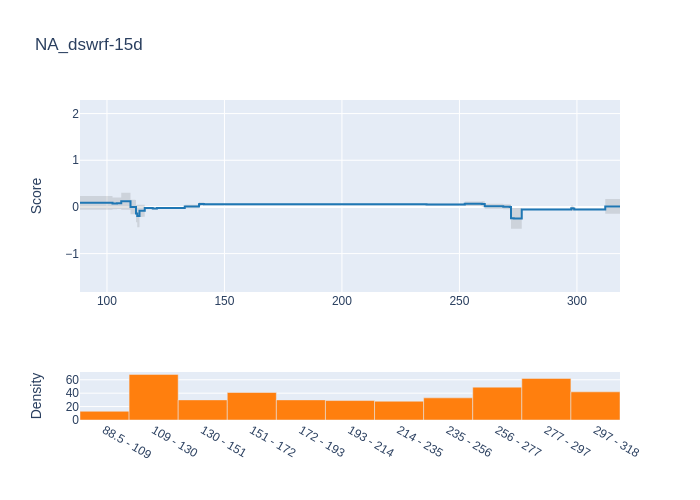 NA_dswrf-15d
Score
2
1
0
−1
100
150
200
250
300
Density
60
40
20
0
88.5 - 109
109 - 130
130 - 151
151 - 172
172 - 193
193 - 214
214 - 235
235 - 256
256 - 277
277 - 297
297 - 318